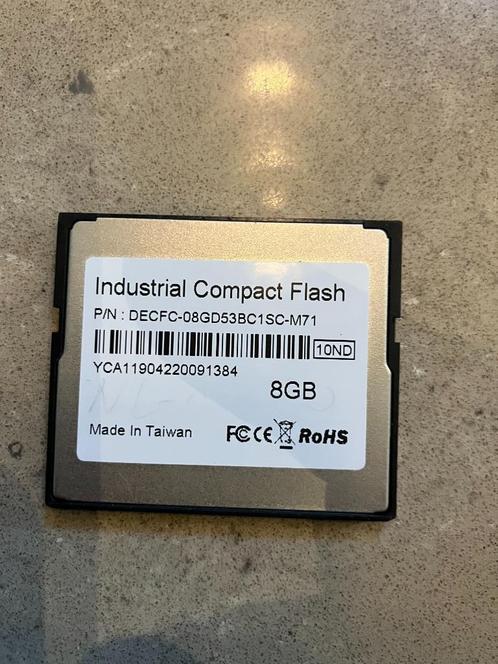 Industrial Compact Flash
P/N : DECFC-08GD53BC1SC-M71
10ND
YCA11904220091384
8GB
Made In Taiwan
FC CE RoHS